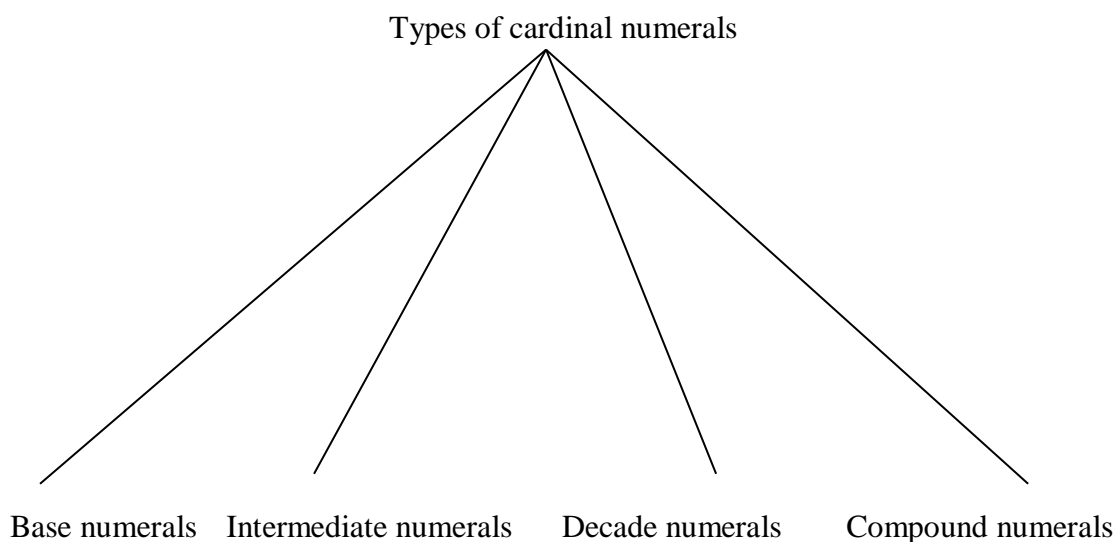 Types of cardinal numerals
Base numerals Intermediate numerals Decade numerals Compound numerals